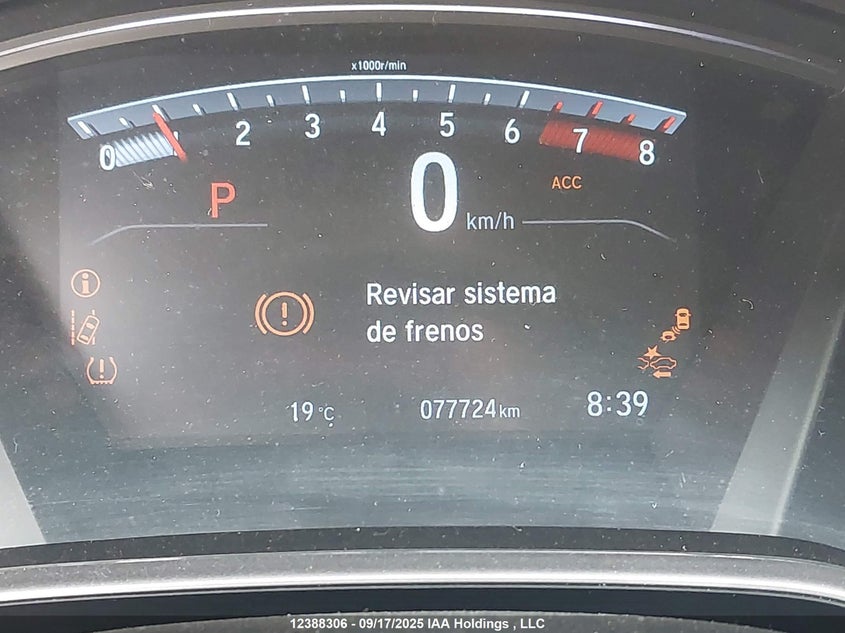 x1000r/min
0 2 3 4 5 6 7 8
P 0 km/h ACC
Revisar sistema
de frenos
19°C 077724 km 8:39
12388306 - 09/17/2025 IAA Holdings , LLC